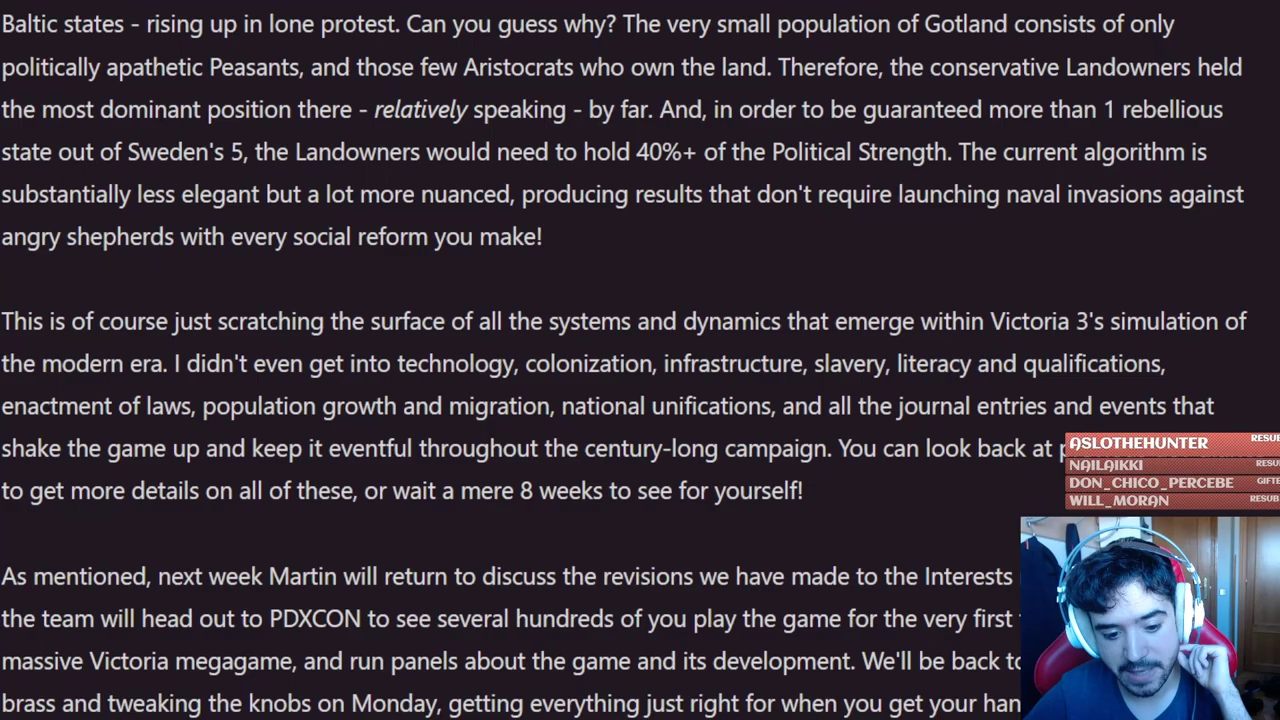 Baltic states - rising up in lone protest. Can you guess why? The very small population of Gotland consists of only
politically apathetic Peasants, and those few Aristocrats who own the land. Therefore, the conservative Landowners held
the most dominant position there - relatively speaking - by far. And, in order to be guaranteed more than 1 rebellious
state out of Sweden's 5, the Landowners would need to hold 40%+ of the Political Strength. The current algorithm is
substantially less elegant but a lot more nuanced, producing results that don't require launching naval invasions against
angry shepherds with every social reform you make!
This is of course just scratching the surface of all the systems and dynamics that emerge within Victoria 3's simulation of
the modern era. I didn't even get into technology, colonization, infrastructure, slavery, literacy and qualifications,
enactment of laws, population growth and migration, national unifications, and all the journal entries and events that
shake the game up and keep it eventful throughout the century-long campaign. You can look back at
to get more details on all of these, or wait a mere 8 weeks to see for yourself!
ASLOTHEHUNTER RESUB
NAILAIKKI RESU
DON_CHICO_PERCEBE GIFTE
WILL_MORAN RESUB
As mentioned, next week Martin will return to discuss the revisions we have made to the Interests
the team will head out to PDXCON to see several hundreds of you play the game for the very first
massive Victoria megagame, and run panels about the game and its development. We'll be back to
brass and tweaking the knobs on Monday, getting everything just right for when you get your han